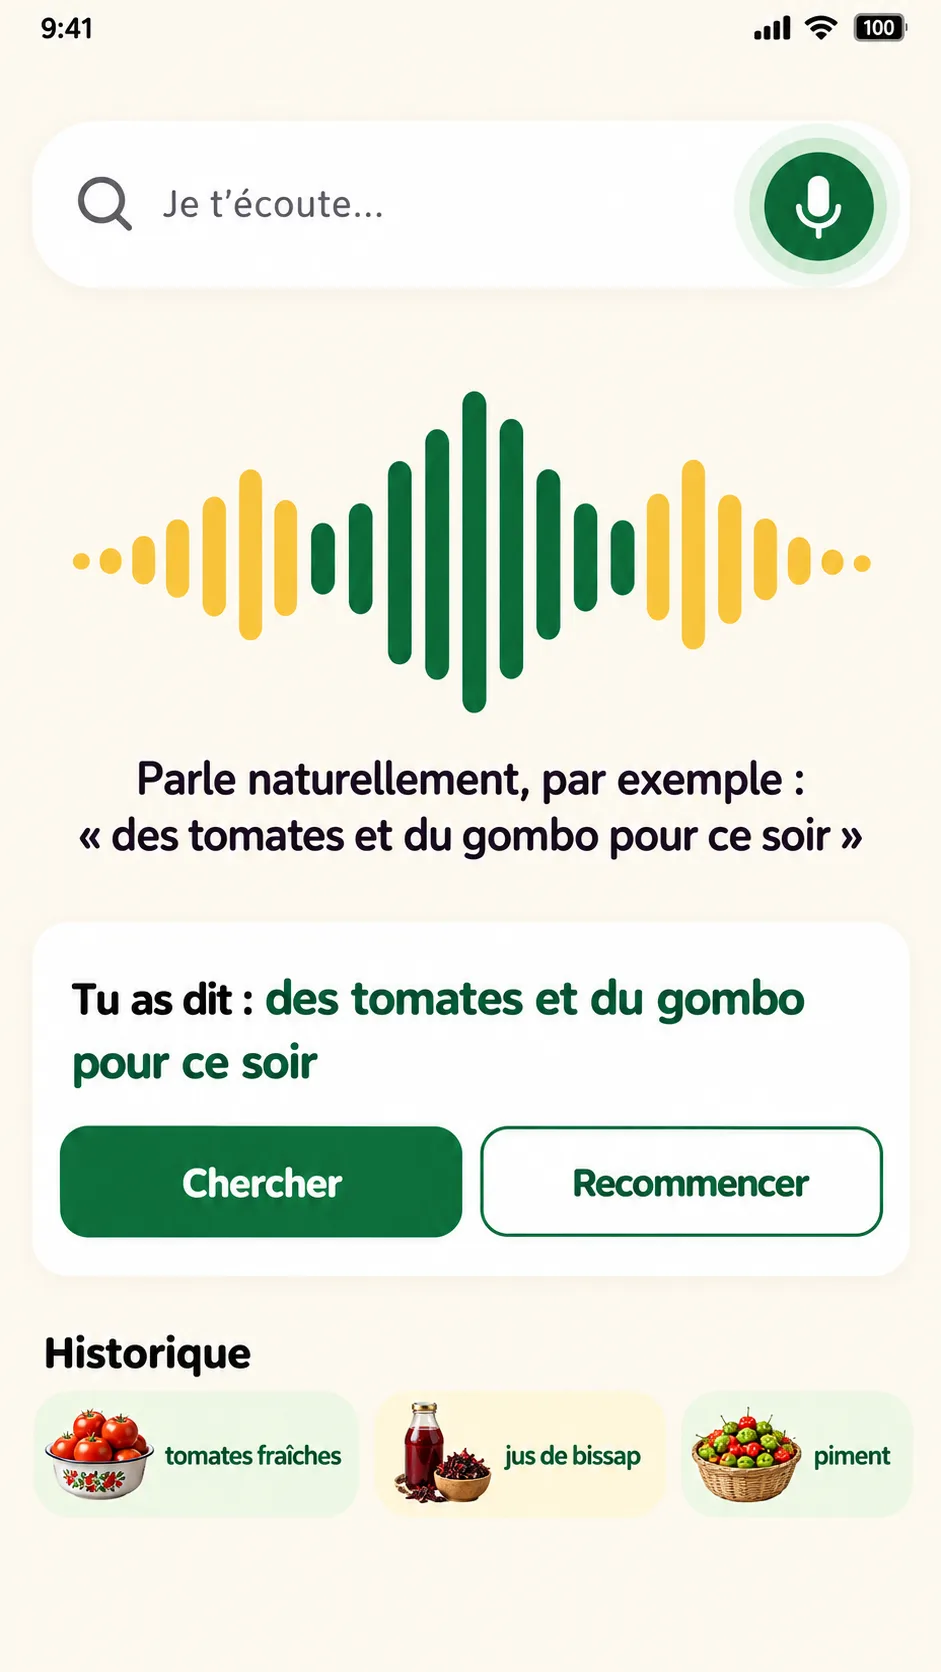 9:41
100
Je t’écoute...
Parle naturellement, par exemple :
« des tomates et du gombo pour ce soir »
Tu as dit : des tomates et du gombo
pour ce soir
Chercher
Recommencer
Historique
tomates fraîches
jus de bissap
piment